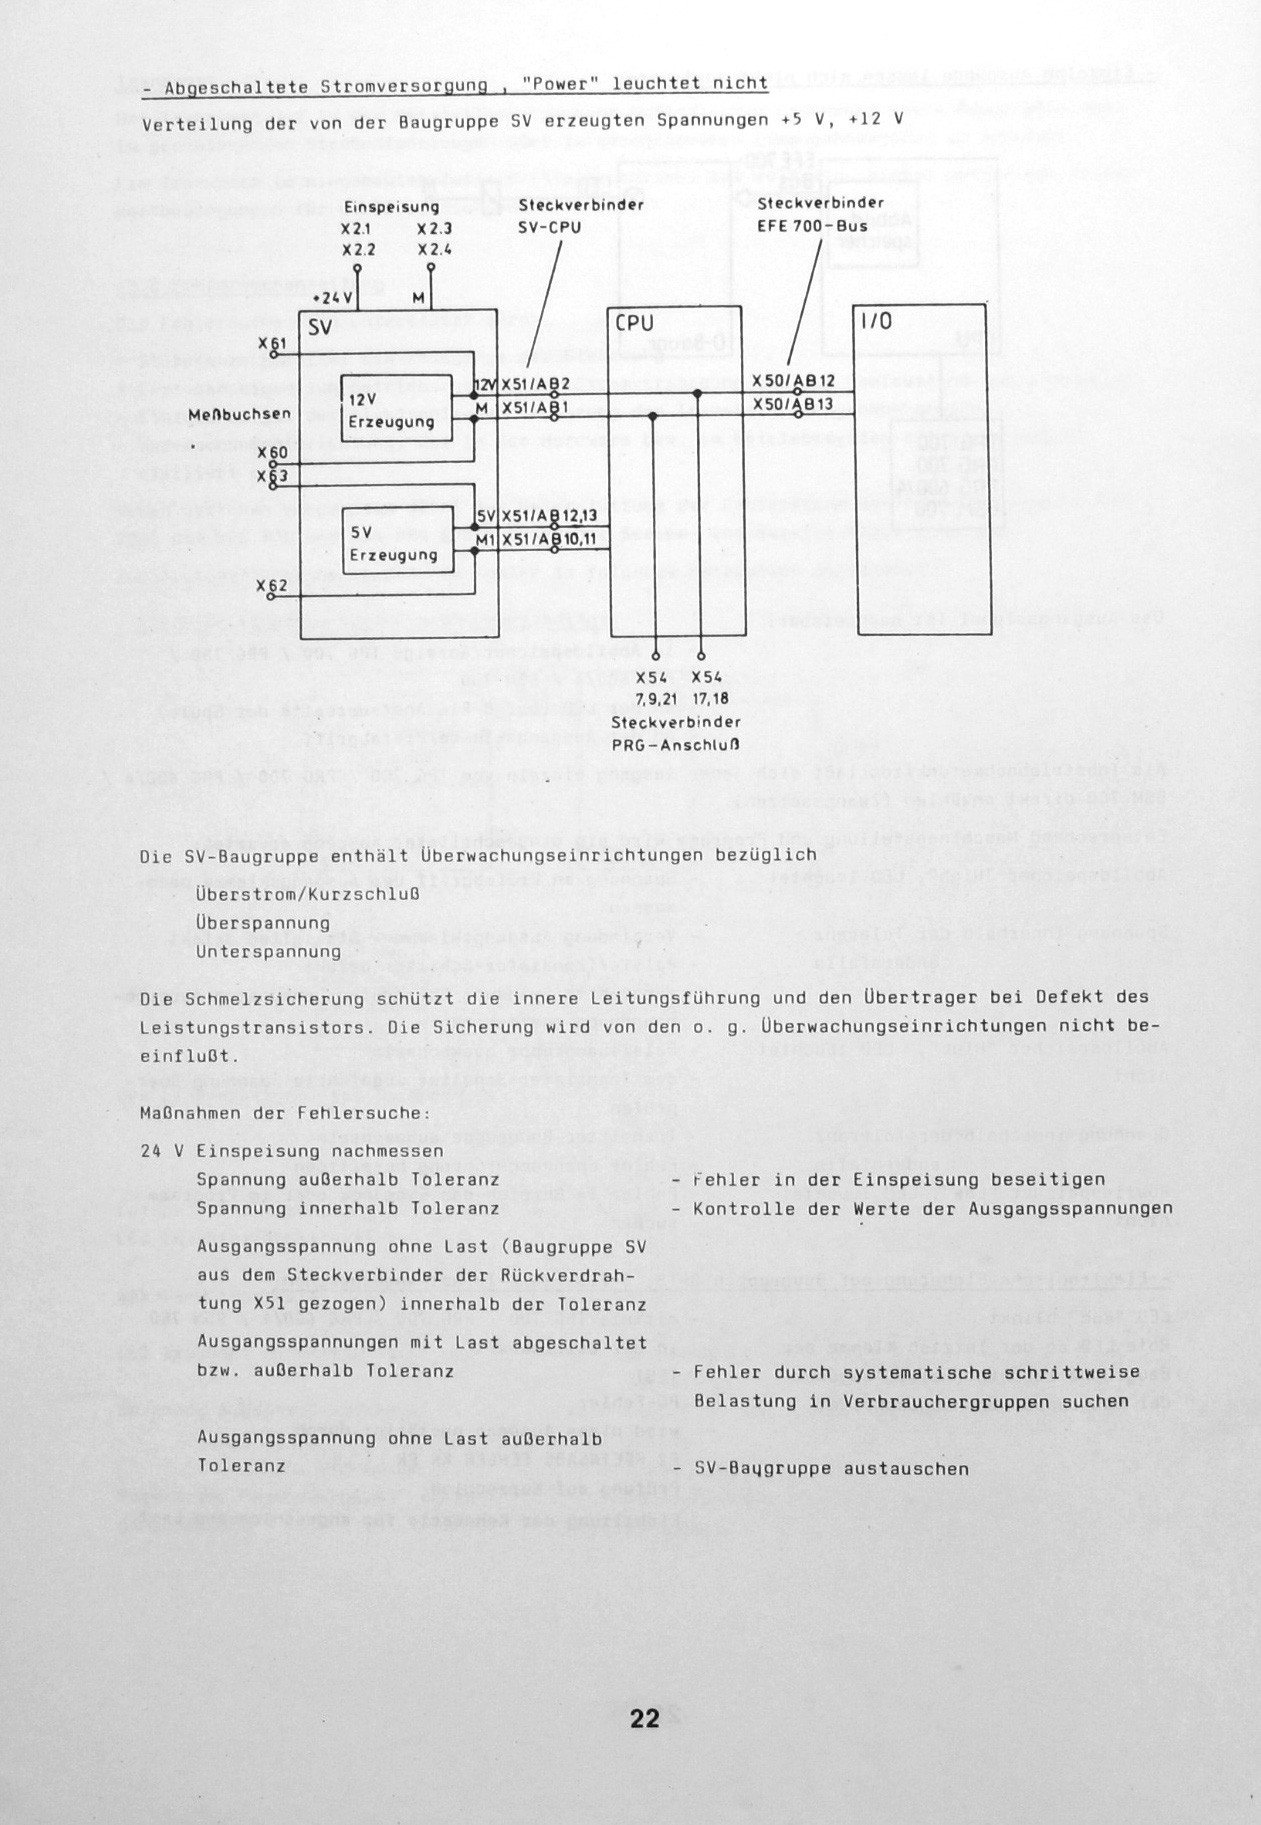 - Abgeschaltete Stromversorgung , "Power" leuchtet nicht
Verteilung der von der Baugruppe SV erzeugten Spannungen +5 V, +12 V
Einspeisung
X2.1 X2.3
X2.2 X2.4
Steckverbinder
SV-CPU
Steckverbinder
EFE 700-Bus
+24V M
SV
CPU
I/O
X61
12V X51/AB2
X50/AB12
M X51/AB1
X50/AB13
12V
Erzeugung
Meßbuchsen
X60
X63
5V X51/AB12,13
M1 X51/AB10,11
5V
Erzeugung
X62
X54 X54
7,9,21 17,18
Steckverbinder
PRG-Anschluß
Die SV-Baugruppe enthält Überwachungseinrichtungen bezüglich
Überstrom/Kurzschluß
Überspannung
Unterspannung
Die Schmelzsicherung schützt die innere Leitungsführung und den Übertrager bei Defekt des
Leistungstransistors. Die Sicherung wird von den o. g. Überwachungseinrichtungen nicht be-
einflußt.
Maßnahmen der Fehlersuche:
24 V Einspeisung nachmessen
Spannung außerhalb Toleranz - Fehler in der Einspeisung beseitigen
Spannung innerhalb Toleranz - Kontrolle der Werte der Ausgangsspannungen
Ausgangsspannung ohne Last (Baugruppe SV
aus dem Steckverbinder der Rückverdrah-
tung X51 gezogen) innerhalb der Toleranz
Ausgangsspannungen mit Last abgeschaltet
bzw. außerhalb Toleranz - Fehler durch systematische schrittweise
Belastung in Verbrauchergruppen suchen
Ausgangsspannung ohne Last außerhalb
Toleranz - SV-Baugruppe austauschen
22